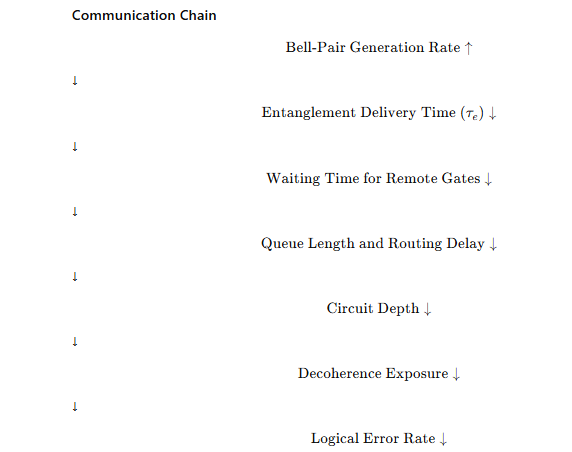 Communication Chain
Bell-Pair Generation Rate ↑
↓
Entanglement Delivery Time (τₑ) ↓
↓
Waiting Time for Remote Gates ↓
↓
Queue Length and Routing Delay ↓
↓
Circuit Depth ↓
↓
Decoherence Exposure ↓
↓
Logical Error Rate ↓